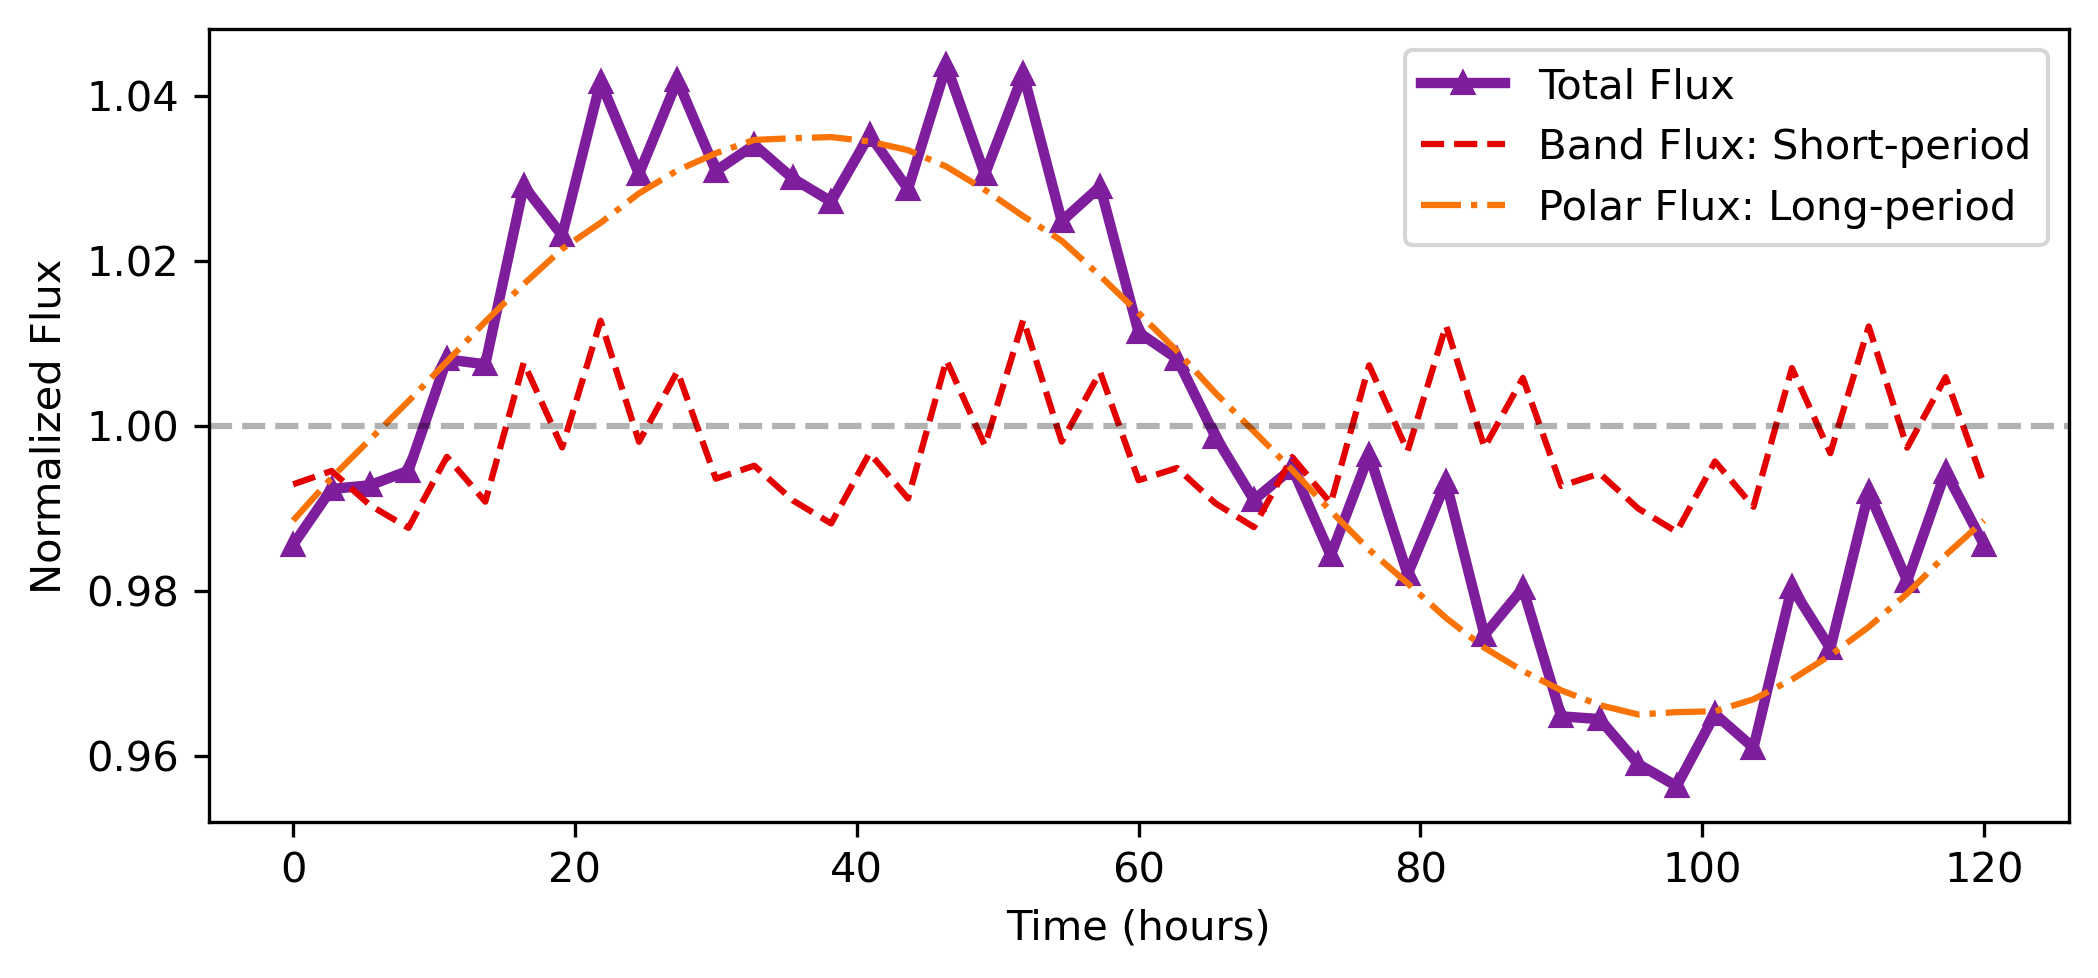 1.04
1.02
1.00
0.98
0.96
Normalized Flux
0 20 40 60 80 100 120
Time (hours)
Total Flux
Band Flux: Short-period
Polar Flux: Long-period